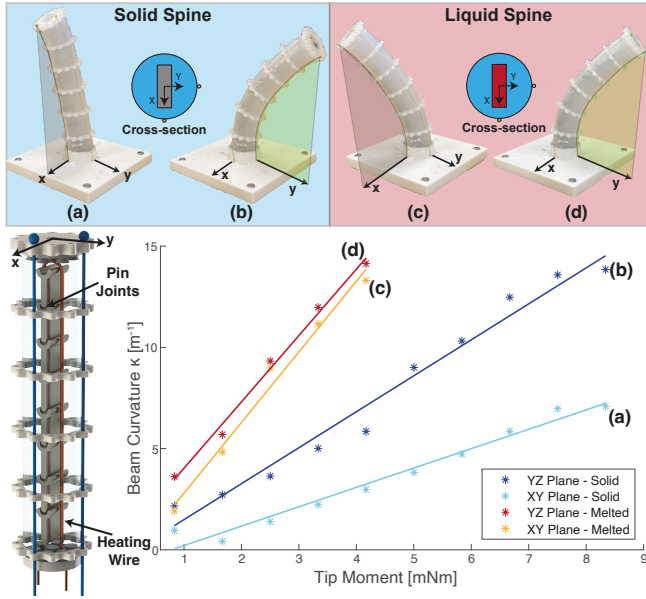 Solid Spine
Liquid Spine
Y
X
Cross-section
x
y
(a)
y
(b)
Y
X
Cross-section
x
(c)
y
(d)
x
y
Pin
Joints
Heating
Wire
Beam Curvature κ [m⁻¹]
15
10
5
0
1
2
3
4
5
6
7
8
9
Tip Moment [mNm]
(d)
(c)
(b)
(a)
YZ Plane - Solid
XY Plane - Solid
YZ Plane - Melted
XY Plane - Melted